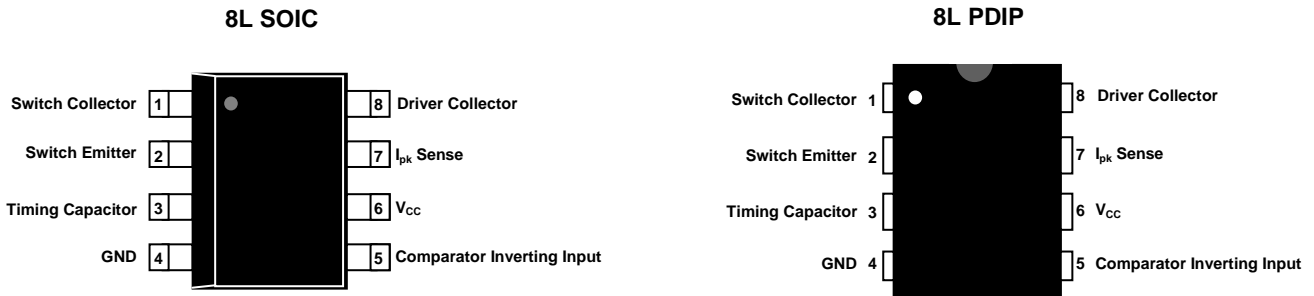 8L SOIC
Switch Collector 1
Switch Emitter 2
Timing Capacitor 3
GND 4
8 Driver Collector
7 Ipk Sense
6 VCC
5 Comparator Inverting Input
8L PDIP
Switch Collector 1
Switch Emitter 2
Timing Capacitor 3
GND 4
8 Driver Collector
7 Ipk Sense
6 VCC
5 Comparator Inverting Input